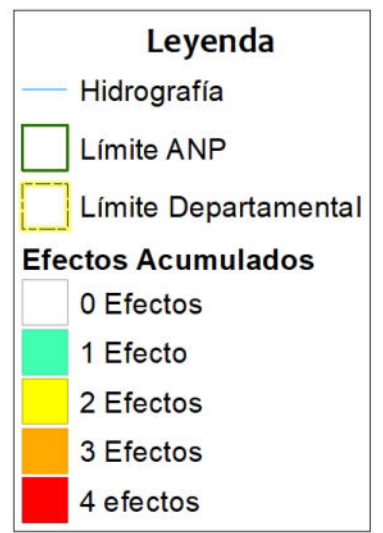 Leyenda
Hidrografía
Límite ANP
Límite Departamental
Efectos Acumulados
0 Efectos
1 Efecto
2 Efectos
3 Efectos
4 efectos